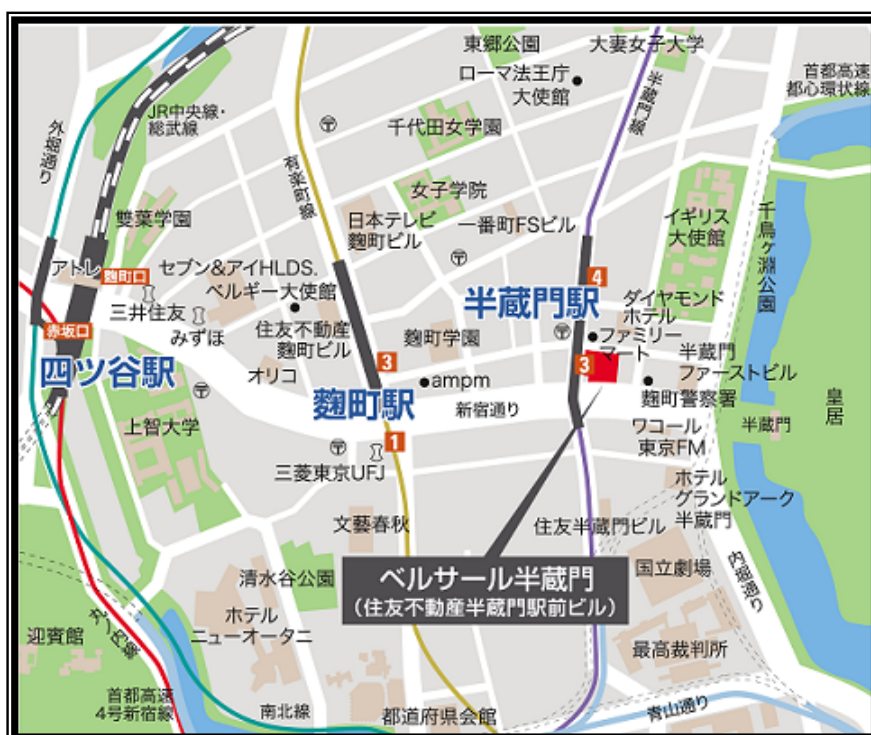 東郷公園
大妻女子大学
ローマ法王庁
大使館
首都高速
都心環状線
半蔵門線
JR中央線・
総武線
外堀通り
千代田女学園
有楽町線
女子学院
雙葉学園
日本テレビ
麴町ビル
一番町FSビル
イギリス
大使館
千鳥ヶ淵公園
アトレ
麴町口
セブン&アイHLDS.
ベルギー大使館
三井住友
みずほ
半蔵門駅
4
ダイヤモンド
ホテル
赤坂口
住友不動産
麴町ビル
麴町学園
ファミリー
マート
半蔵門
ファーストビル
四ツ谷駅
オリコ
3
ampm
3
麴町警察署
皇居
麴町駅
新宿通り
上智大学
1
三菱東京UFJ
ワコール
東京FM
半蔵門
ホテル
グランドアーク
半蔵門
文藝春秋
住友半蔵門ビル
ベルサール半蔵門
(住友不動産半蔵門駅前ビル)
国立劇場
内堀通り
清水谷公園
ホテル
ニューオータニ
迎賓館
丸ノ内線
最高裁判所
首都高速
4号新宿線
南北線
都道府県会館
青山通り